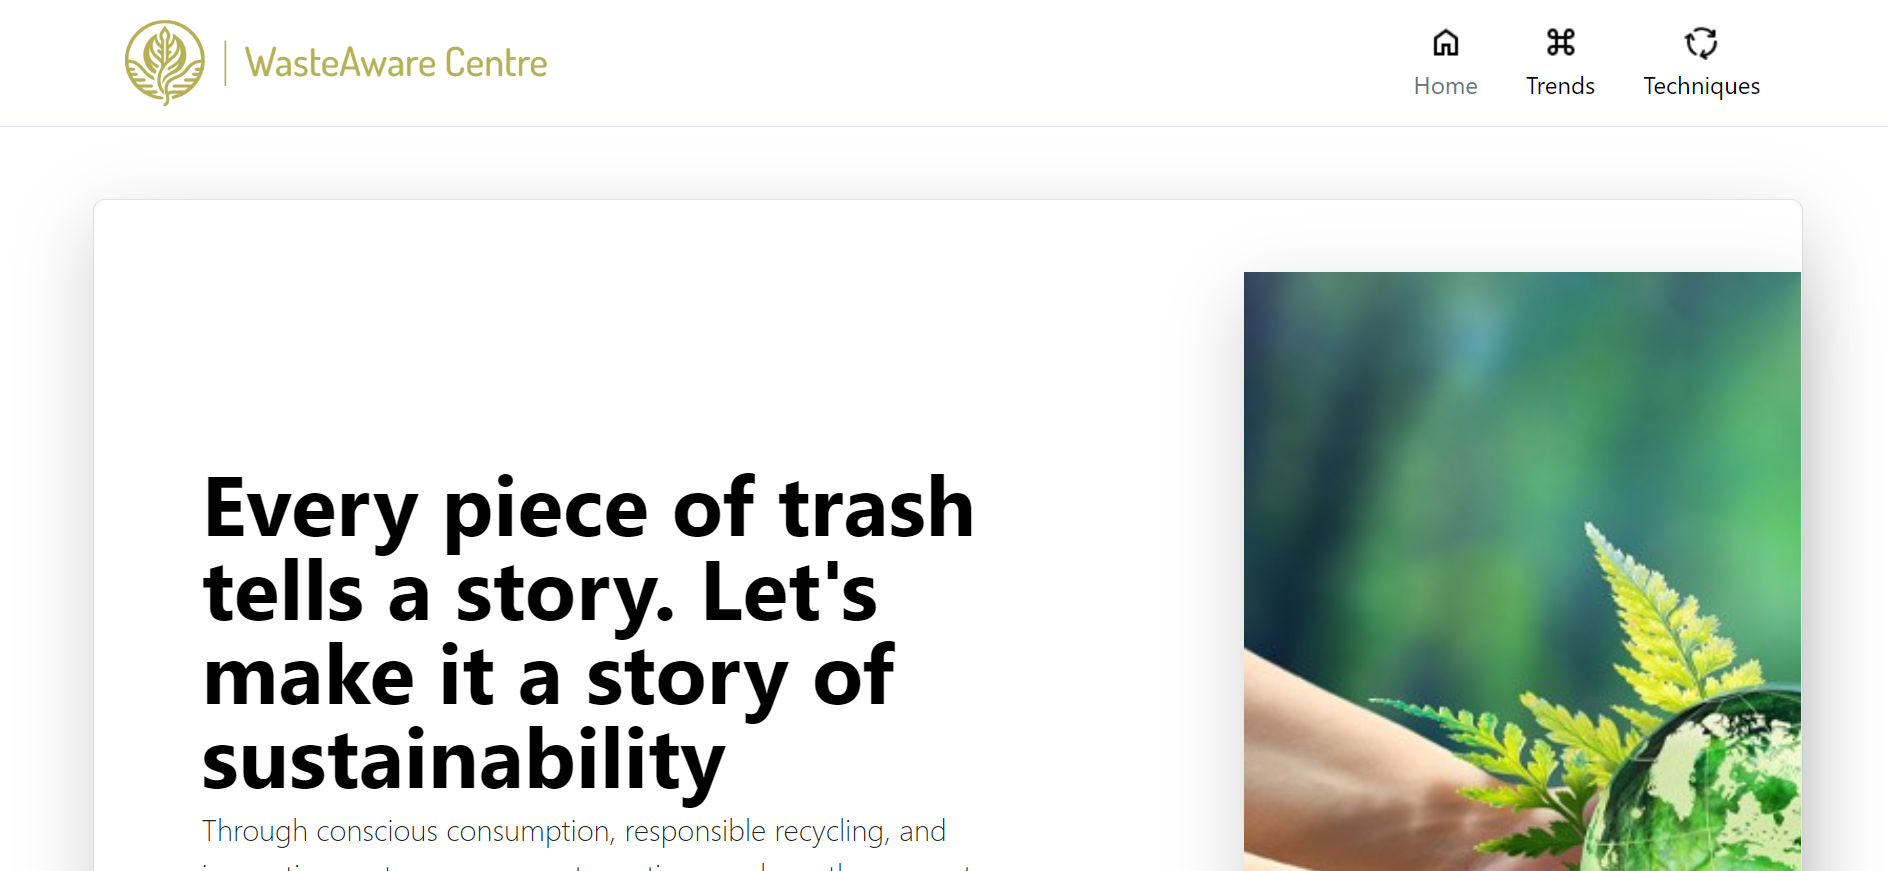 WasteAware Centre
Home
Trends
Techniques
Every piece of trash
tells a story. Let's
make it a story of
sustainability
Through conscious consumption, responsible recycling, and